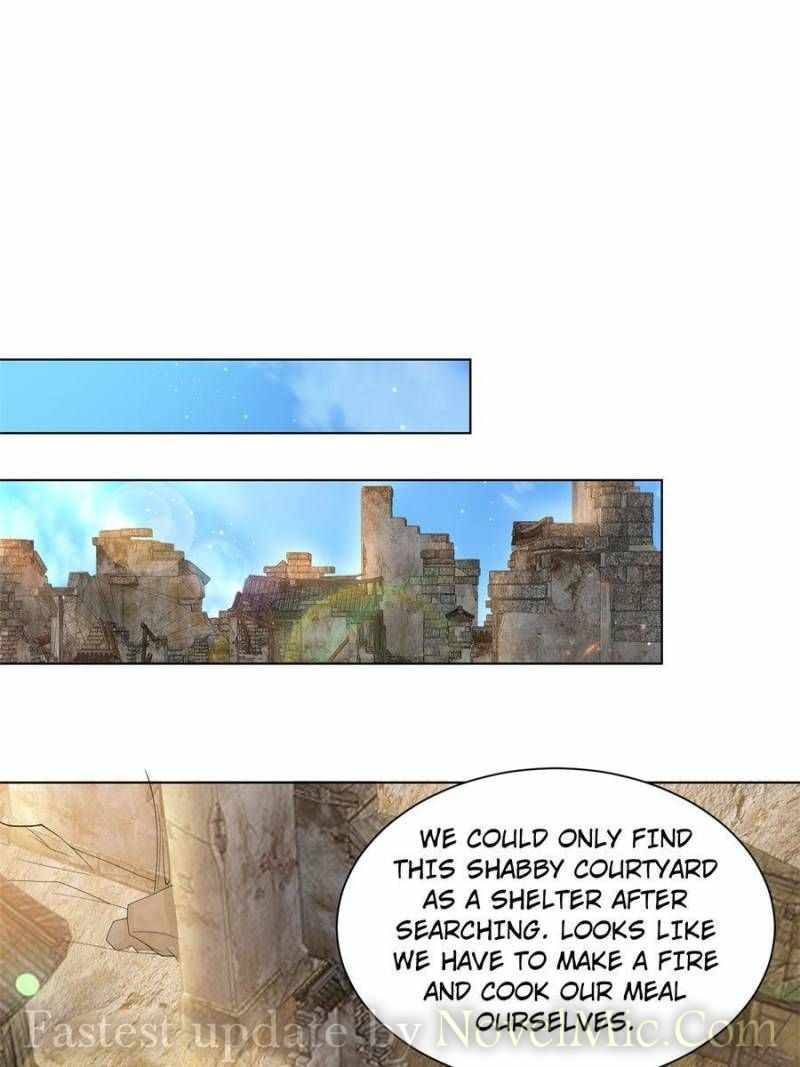 WE COULD ONLY FIND
THIS SHABBY COURTYARD
AS A SHELTER AFTER
SEARCHING. LOOKS LIKE
WE HAVE TO MAKE A FIRE
AND COOK OUR MEAL
OURSELVES.
Fastest update by NovelMic.Com